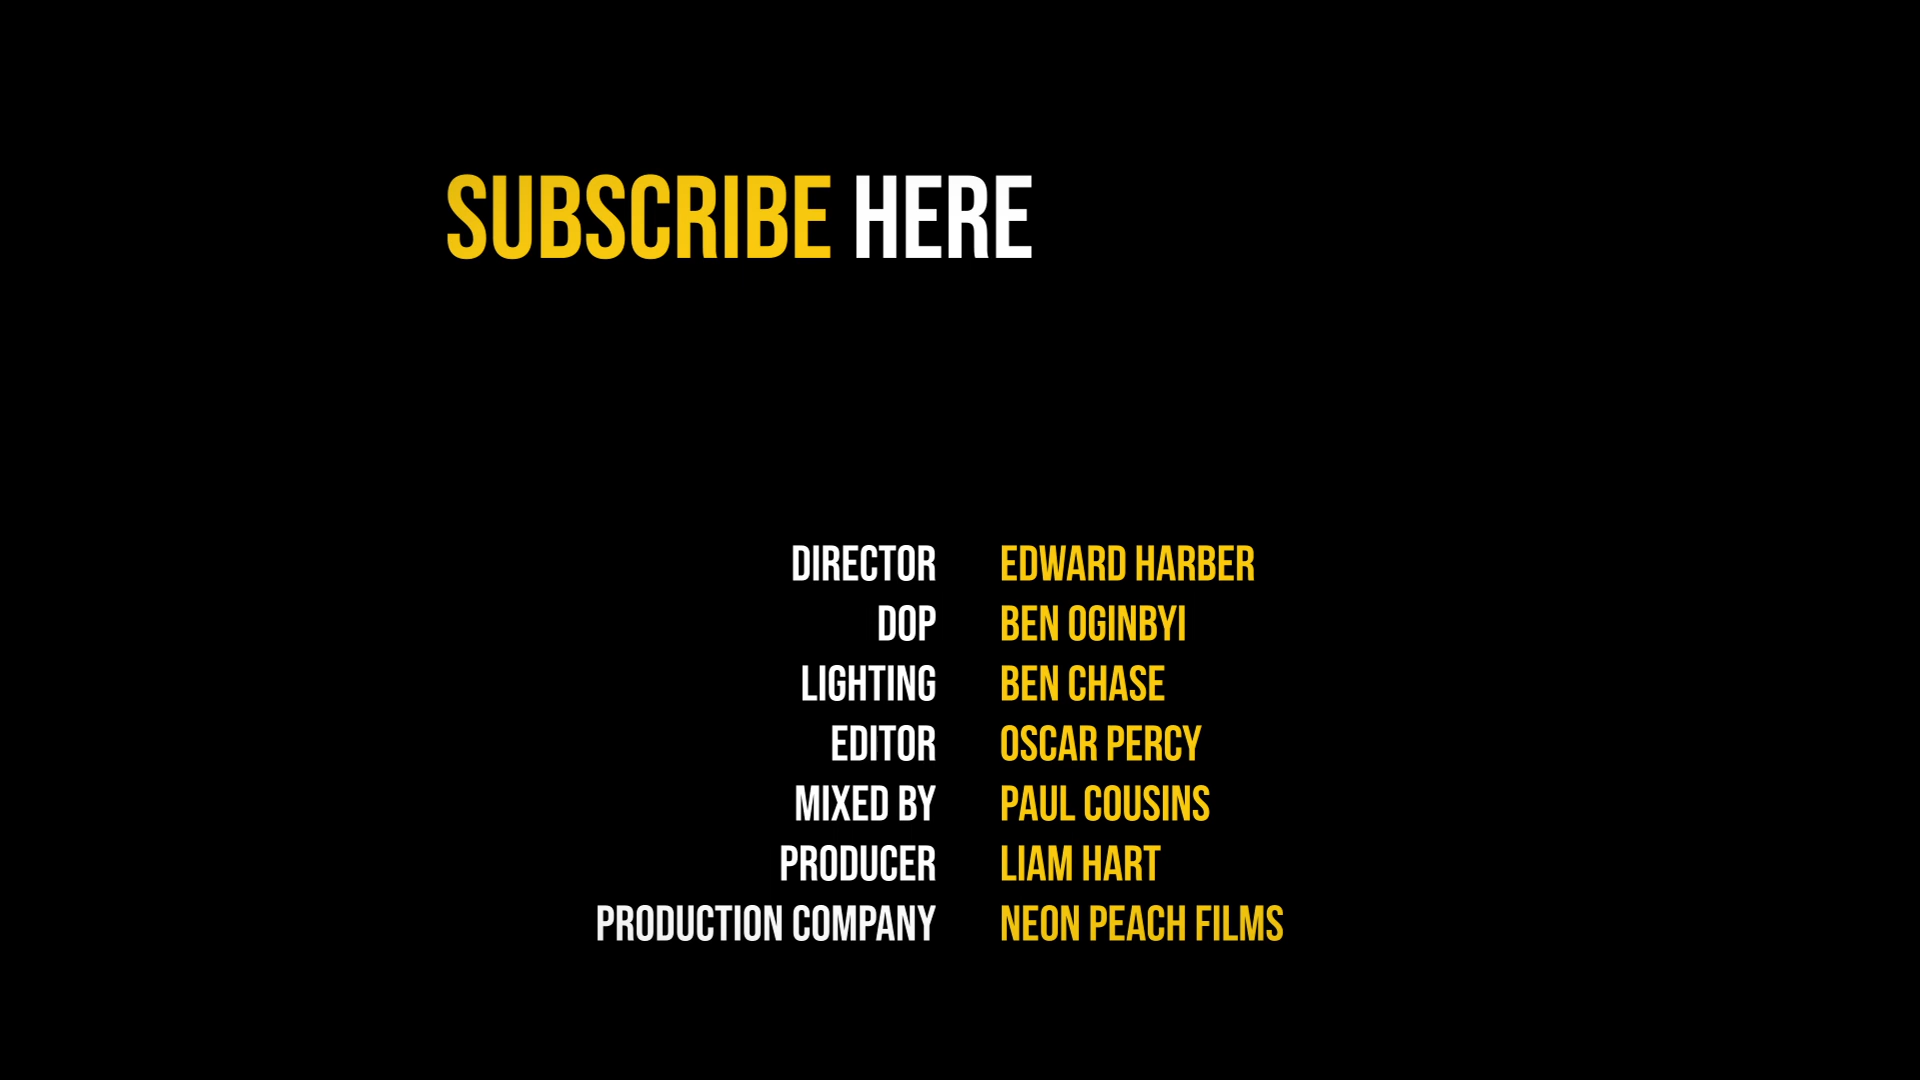 SUBSCRIBE HERE
DIRECTOR EDWARD HARBER
DOP BEN OGINBYI
LIGHTING BEN CHASE
EDITOR OSCAR PERCY
MIXED BY PAUL COUSINS
PRODUCER LIAM HART
PRODUCTION COMPANY NEON PEACH FILMS